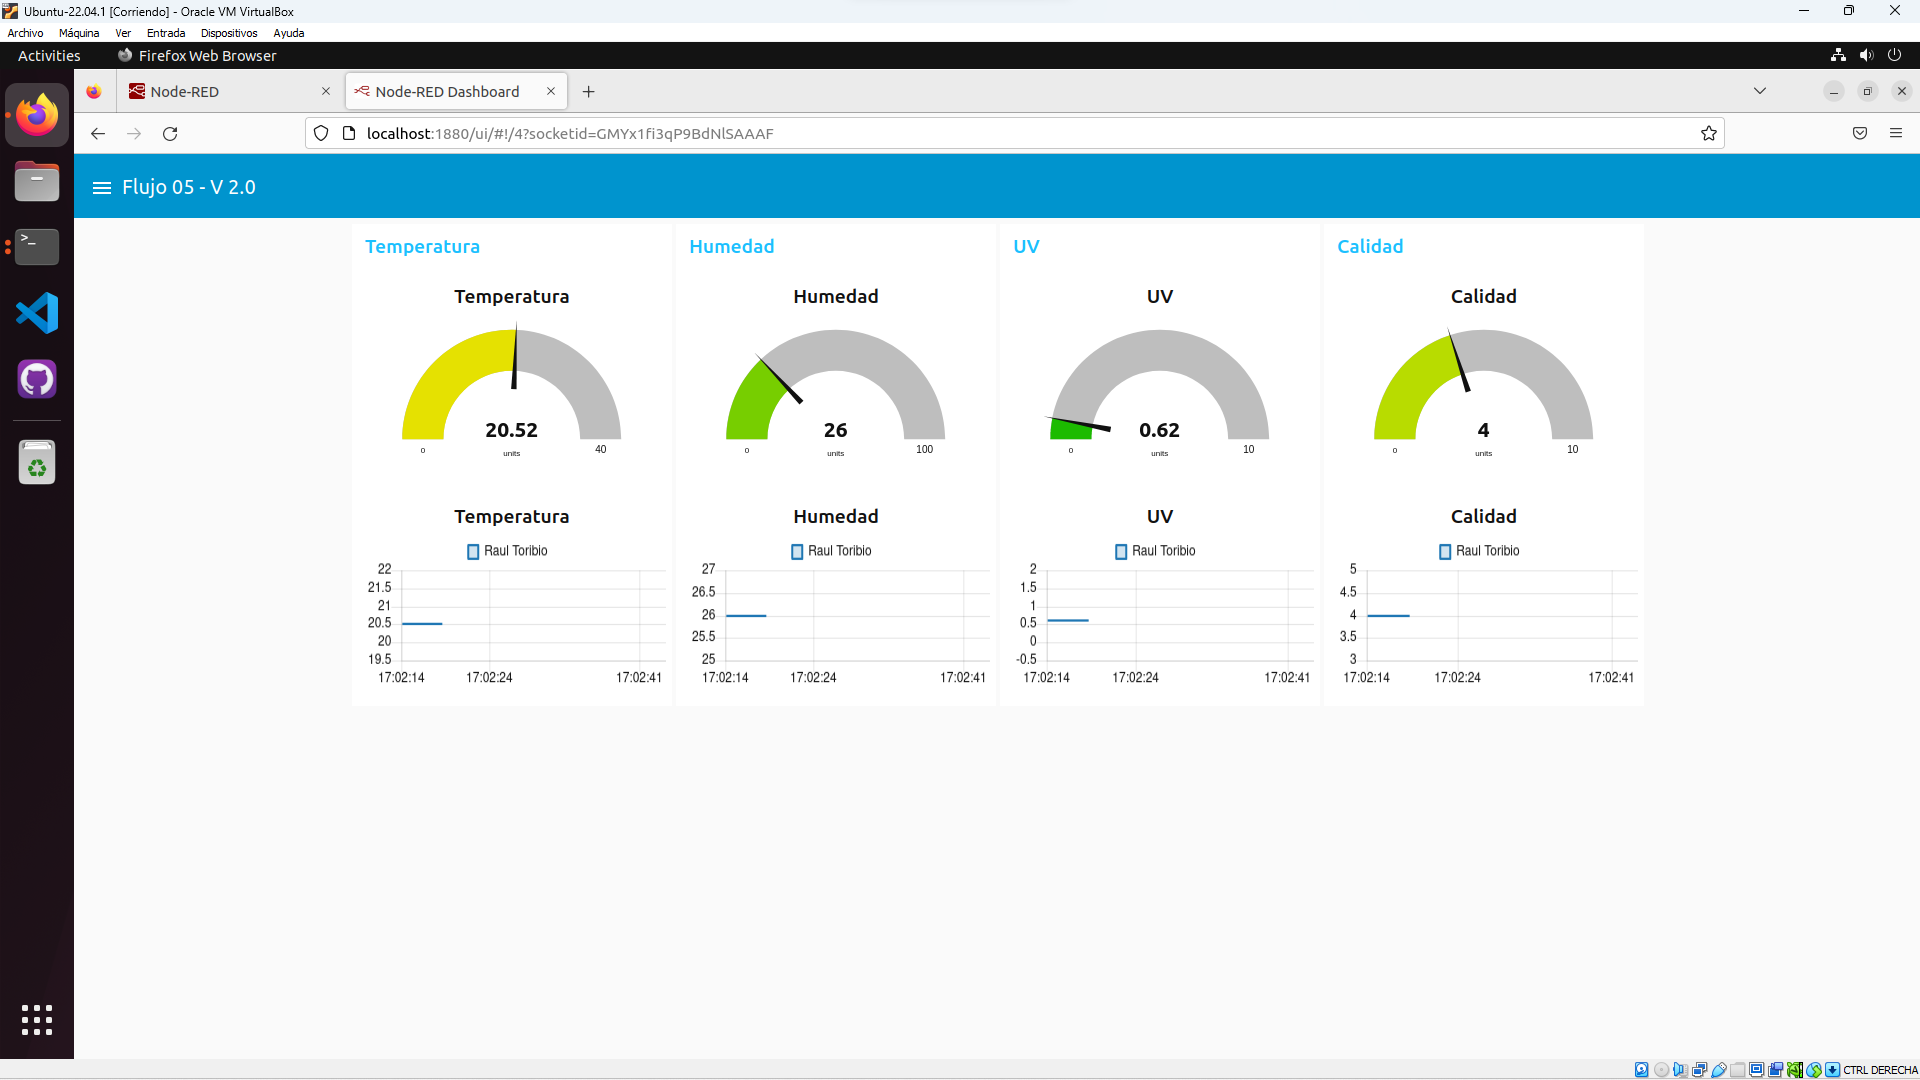 Ubuntu-22.04.1 [Corriendo] - Oracle VM VirtualBox
Archivo Máquina Ver Entrada Dispositivos Ayuda
Activities Firefox Web Browser
Node-RED Node-RED Dashboard
localhost:1880/ui/#!/4?socketid=GMYx1fi3qP9BdNlSAAAF
Flujo 05 - V 2.0
Temperatura
Temperatura
20.52
0 units 40
Temperatura
Raul Toribio
22
21.5
21
20.5
20
19.5
17:02:14 17:02:24 17:02:41
Humedad
Humedad
26
0 units 100
Humedad
Raul Toribio
27
26.5
26
25.5
25
17:02:14 17:02:24 17:02:41
UV
UV
0.62
0 units 10
UV
Raul Toribio
2
1.5
1
0.5
0
-0.5
17:02:14 17:02:24 17:02:41
Calidad
Calidad
4
0 units 10
Calidad
Raul Toribio
5
4.5
4
3.5
3
17:02:14 17:02:24 17:02:41
CTRL DERECHA